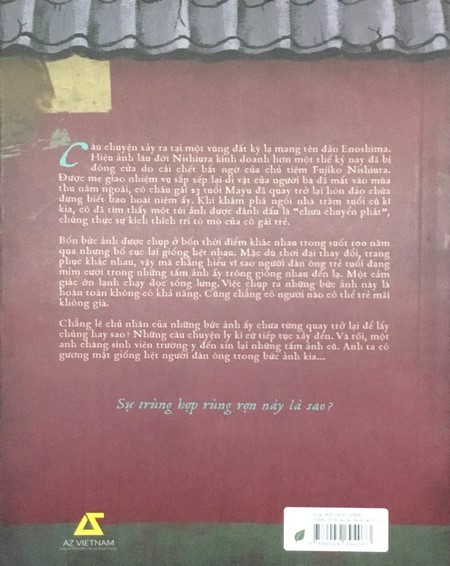 Câu chuyện xảy ra tại một vùng đất kỳ lạ mang tên đảo Enoshima.
Hiệu ảnh lâu đời Nishiura kinh doanh hơn một thế kỷ nay đã bị
đóng cửa do cái chết bất ngờ của chủ tiệm Fujiko Nishiura.
Được mẹ giao nhiệm vụ sắp xếp lại di vật của người bà đã mất vào mùa
thu năm ngoái, cô cháu gái 27 tuổi Mayu đã quay trở lại hòn đảo chứa
đựng biết bao hoài niệm ấy. Khi khám phá ngôi nhà trăm tuổi cũ kĩ
kia, cô đã tìm thấy một túi ảnh được đánh dấu là “chưa chuyển phát”,
chúng thực sự kích thích trí tò mò của cô gái trẻ.
Bốn bức ảnh được chụp ở bốn thời điểm khác nhau trong suốt 100 năm
qua nhưng bố cục lại giống hệt nhau. Mặc dù thời đại thay đổi, trang
phục khác nhau, vậy mà chẳng hiểu vì sao người đàn ông trẻ tuổi đang
mỉm cười trong những tấm ảnh ấy trông giống nhau đến lạ. Một cảm
giác ớn lạnh chạy dọc sống lưng. Việc chụp ra những bức ảnh này là
hoàn toàn không có khả năng. Cũng chẳng có người nào có thể trẻ mãi
không già.
Chẳng lẽ chủ nhân của những bức ảnh ấy chưa từng quay trở lại để lấy
chúng hay sao? Những câu chuyện ly kì cứ tiếp tục xảy đến. Và rồi, một
anh chàng sinh viên trường y đến xin lại những tấm ảnh cũ. Anh ta có
gương mặt giống hệt người đàn ông trong bức ảnh kia...
Sự trùng hợp rùng rợn này là sao?
AZ VIETNAM